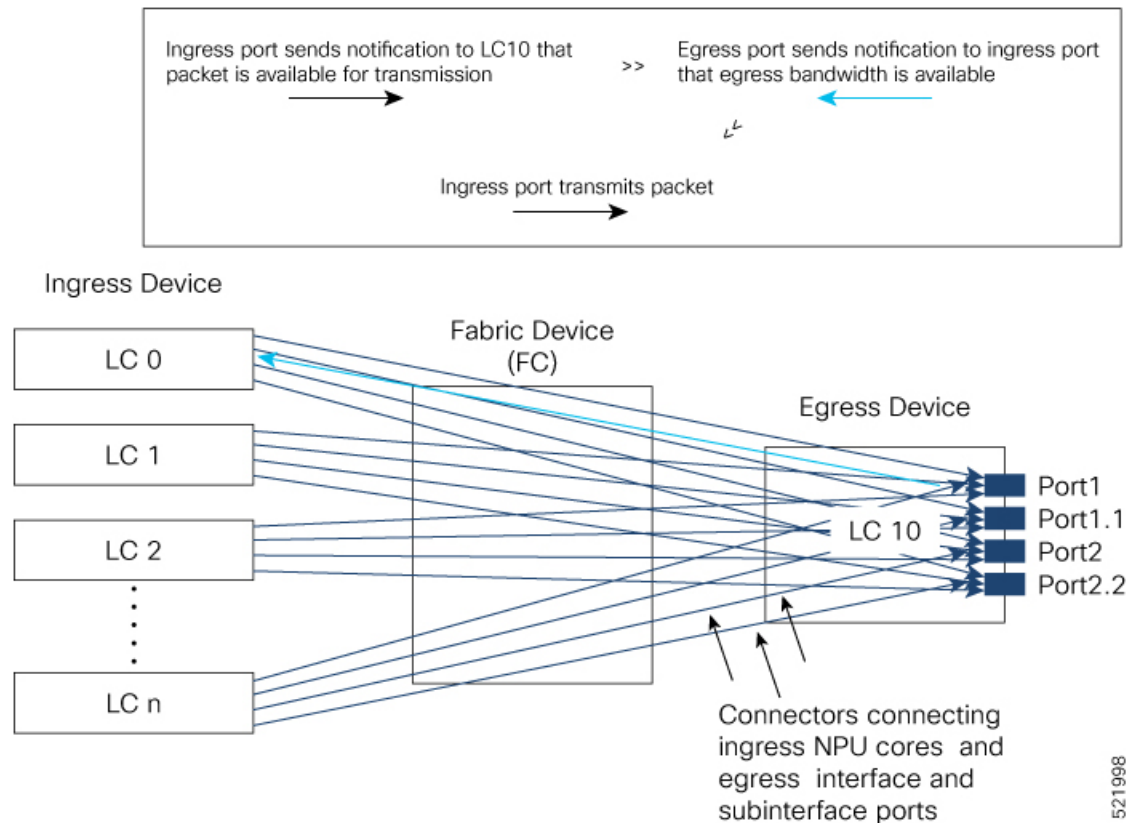 Ingress port sends notification to LC10 that
packet is available for transmission
>>
Egress port sends notification to ingress port
that egress bandwidth is available
>>
Ingress port transmits packet
Ingress Device
Fabric Device
(FC)
Egress Device
LC 0
LC 1
LC 2
LC n
LC 10
Port1
Port1.1
Port2
Port2.2
Connectors connecting
ingress NPU cores and
egress interface and
subinterface ports
521998